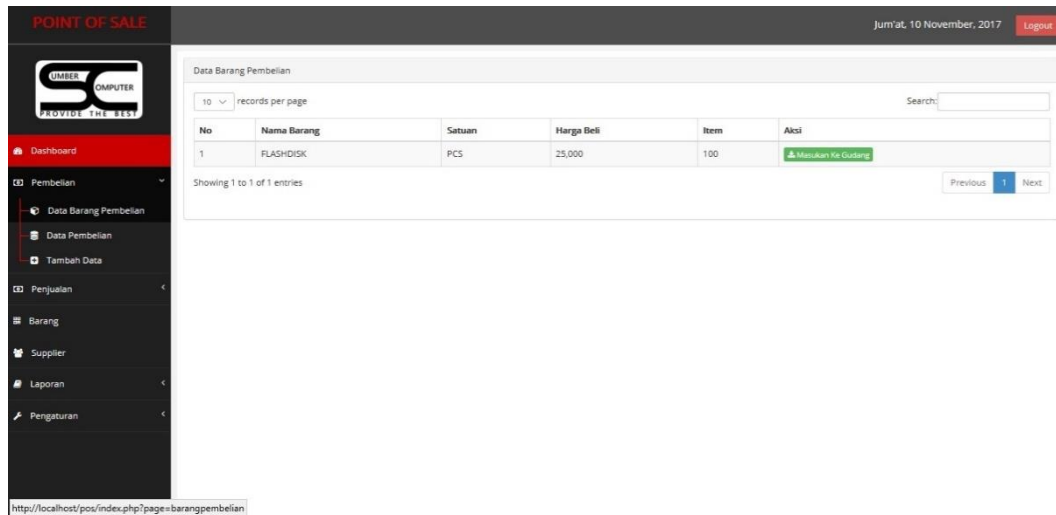 POINT OF SALE
Jum'at, 10 November, 2017 Logout
UMBER
OMPUTER
SC
PROVIDE THE BEST
Dashboard
Pembelian
Data Barang Pembelian
Data Pembelian
Tambah Data
Penjualan
Barang
Supplier
Laporan
Pengaturan
Data Barang Pembelian
10 records per page Search:
No Nama Barang Satuan Harga Beli Item Aksi
1 FLASHDISK PCS 25,000 100 Masukan Ke Gudang
Showing 1 to 1 of 1 entries Previous 1 Next
http://localhost/pos/index.php?page=barangpembelian